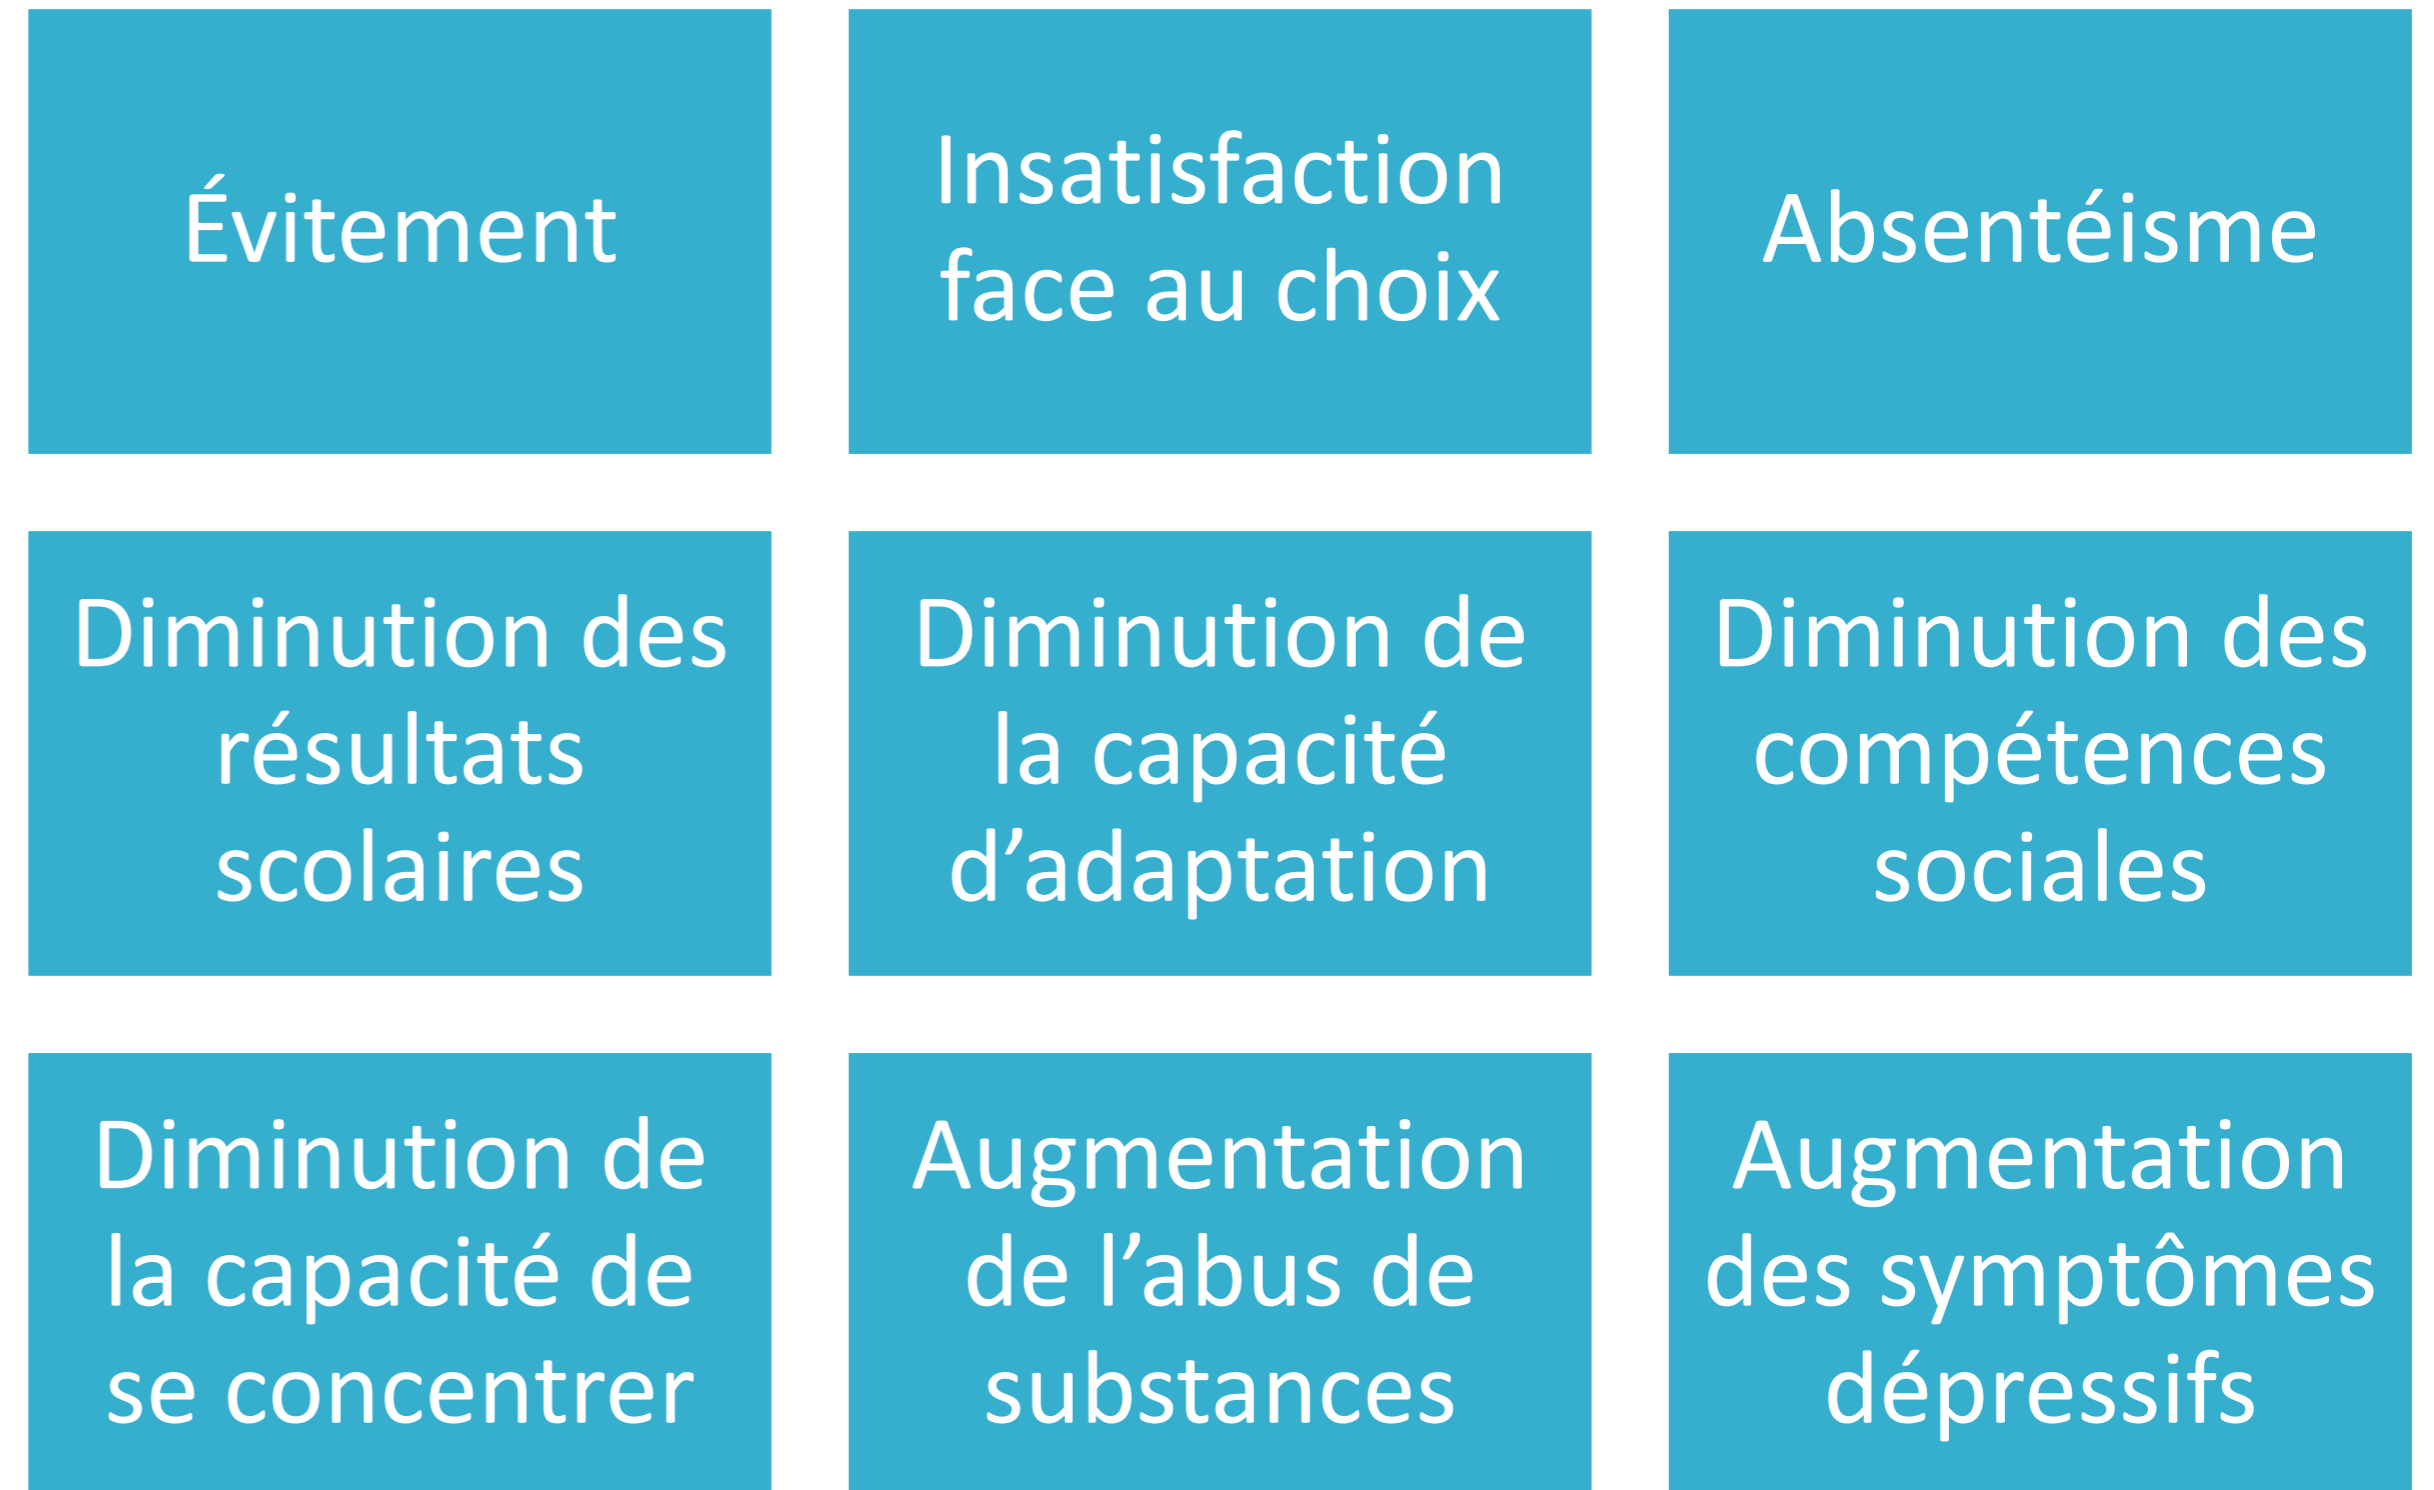 Évitement
Insatisfaction
face au choix
Absentéisme
Diminution des
résultats
scolaires
Diminution de
la capacité
d’adaptation
Diminution des
compétences
sociales
Diminution de
la capacité de
se concentrer
Augmentation
de l’abus de
substances
Augmentation
des symptômes
dépressifs